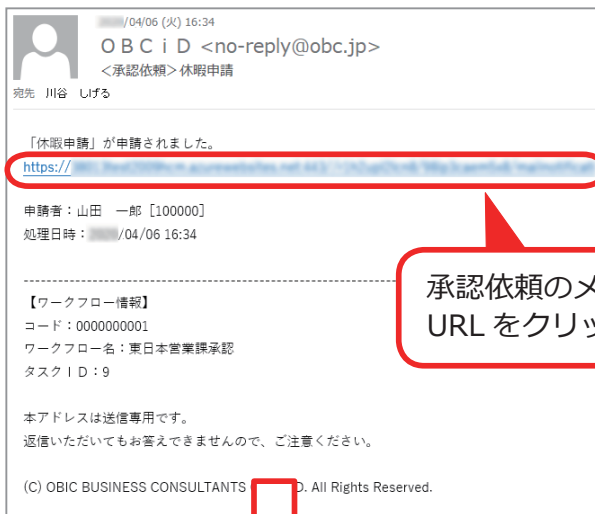 /04/06 (火) 16:34
ＯＢＣｉＤ <no-reply@obc.jp>
＜承認依頼＞休暇申請
宛先 川谷 しげる
「休暇申請」が申請されました。
https://
申請者：山田 一郎［100000］
処理日時： /04/06 16:34
承認依頼のメ
URL をクリッ
------------------------------------------------------------------------
【ワークフロー情報】
コード：0000000001
ワークフロー名：東日本営業課承認
タスクＩＤ：9
本アドレスは送信専用です。
返信いただいてもお答えできませんので、ご注意ください。
(C) OBIC BUSINESS CONSULTANTS D. All Rights Reserved.